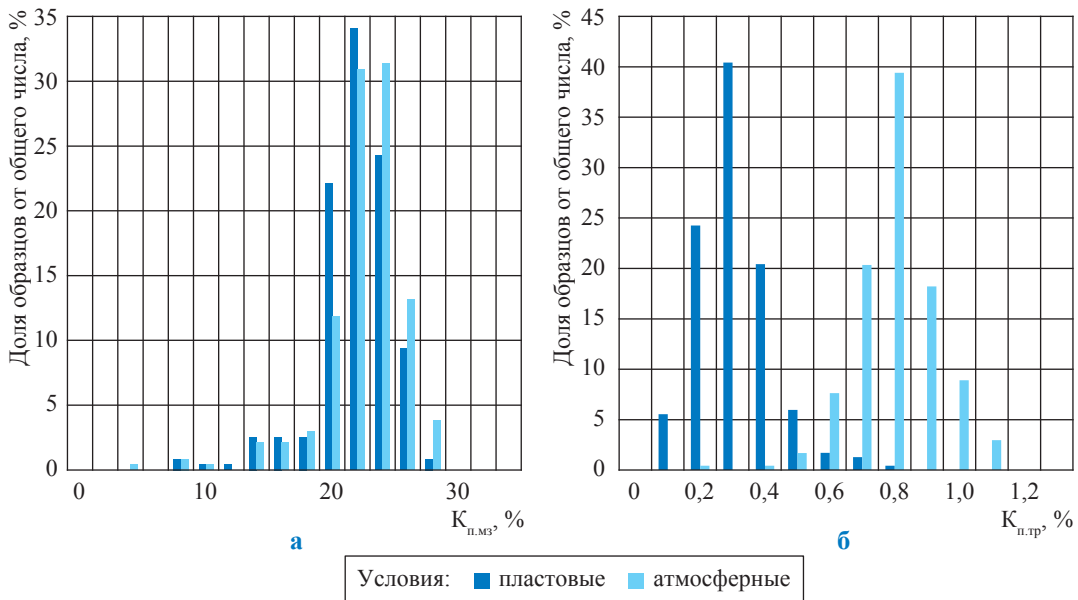 Доля образцов от общего числа, %
35
30
25
20
15
10
5
0
0 10 20 30
Кп.мз, %
а
Доля образцов от общего числа, %
45
40
35
30
25
20
15
10
5
0
0 0,2 0,4 0,6 0,8 1,0 1,2
Кп.тр, %
б
Условия: пластовые атмосферные